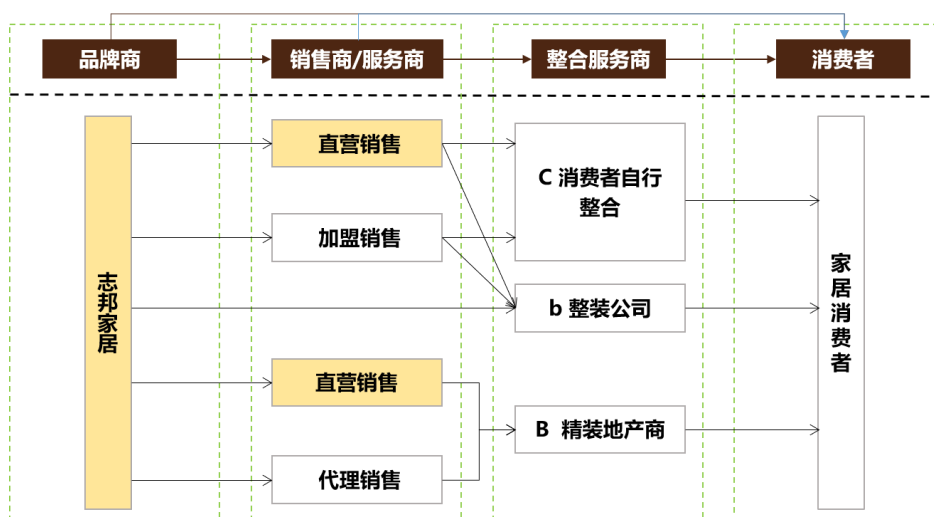 品牌商
销售商/服务商
整合服务商
消费者
志邦家居
直营销售
加盟销售
直营销售
代理销售
C 消费者自行
整合
b 整装公司
B 精装地产商
家居消费者